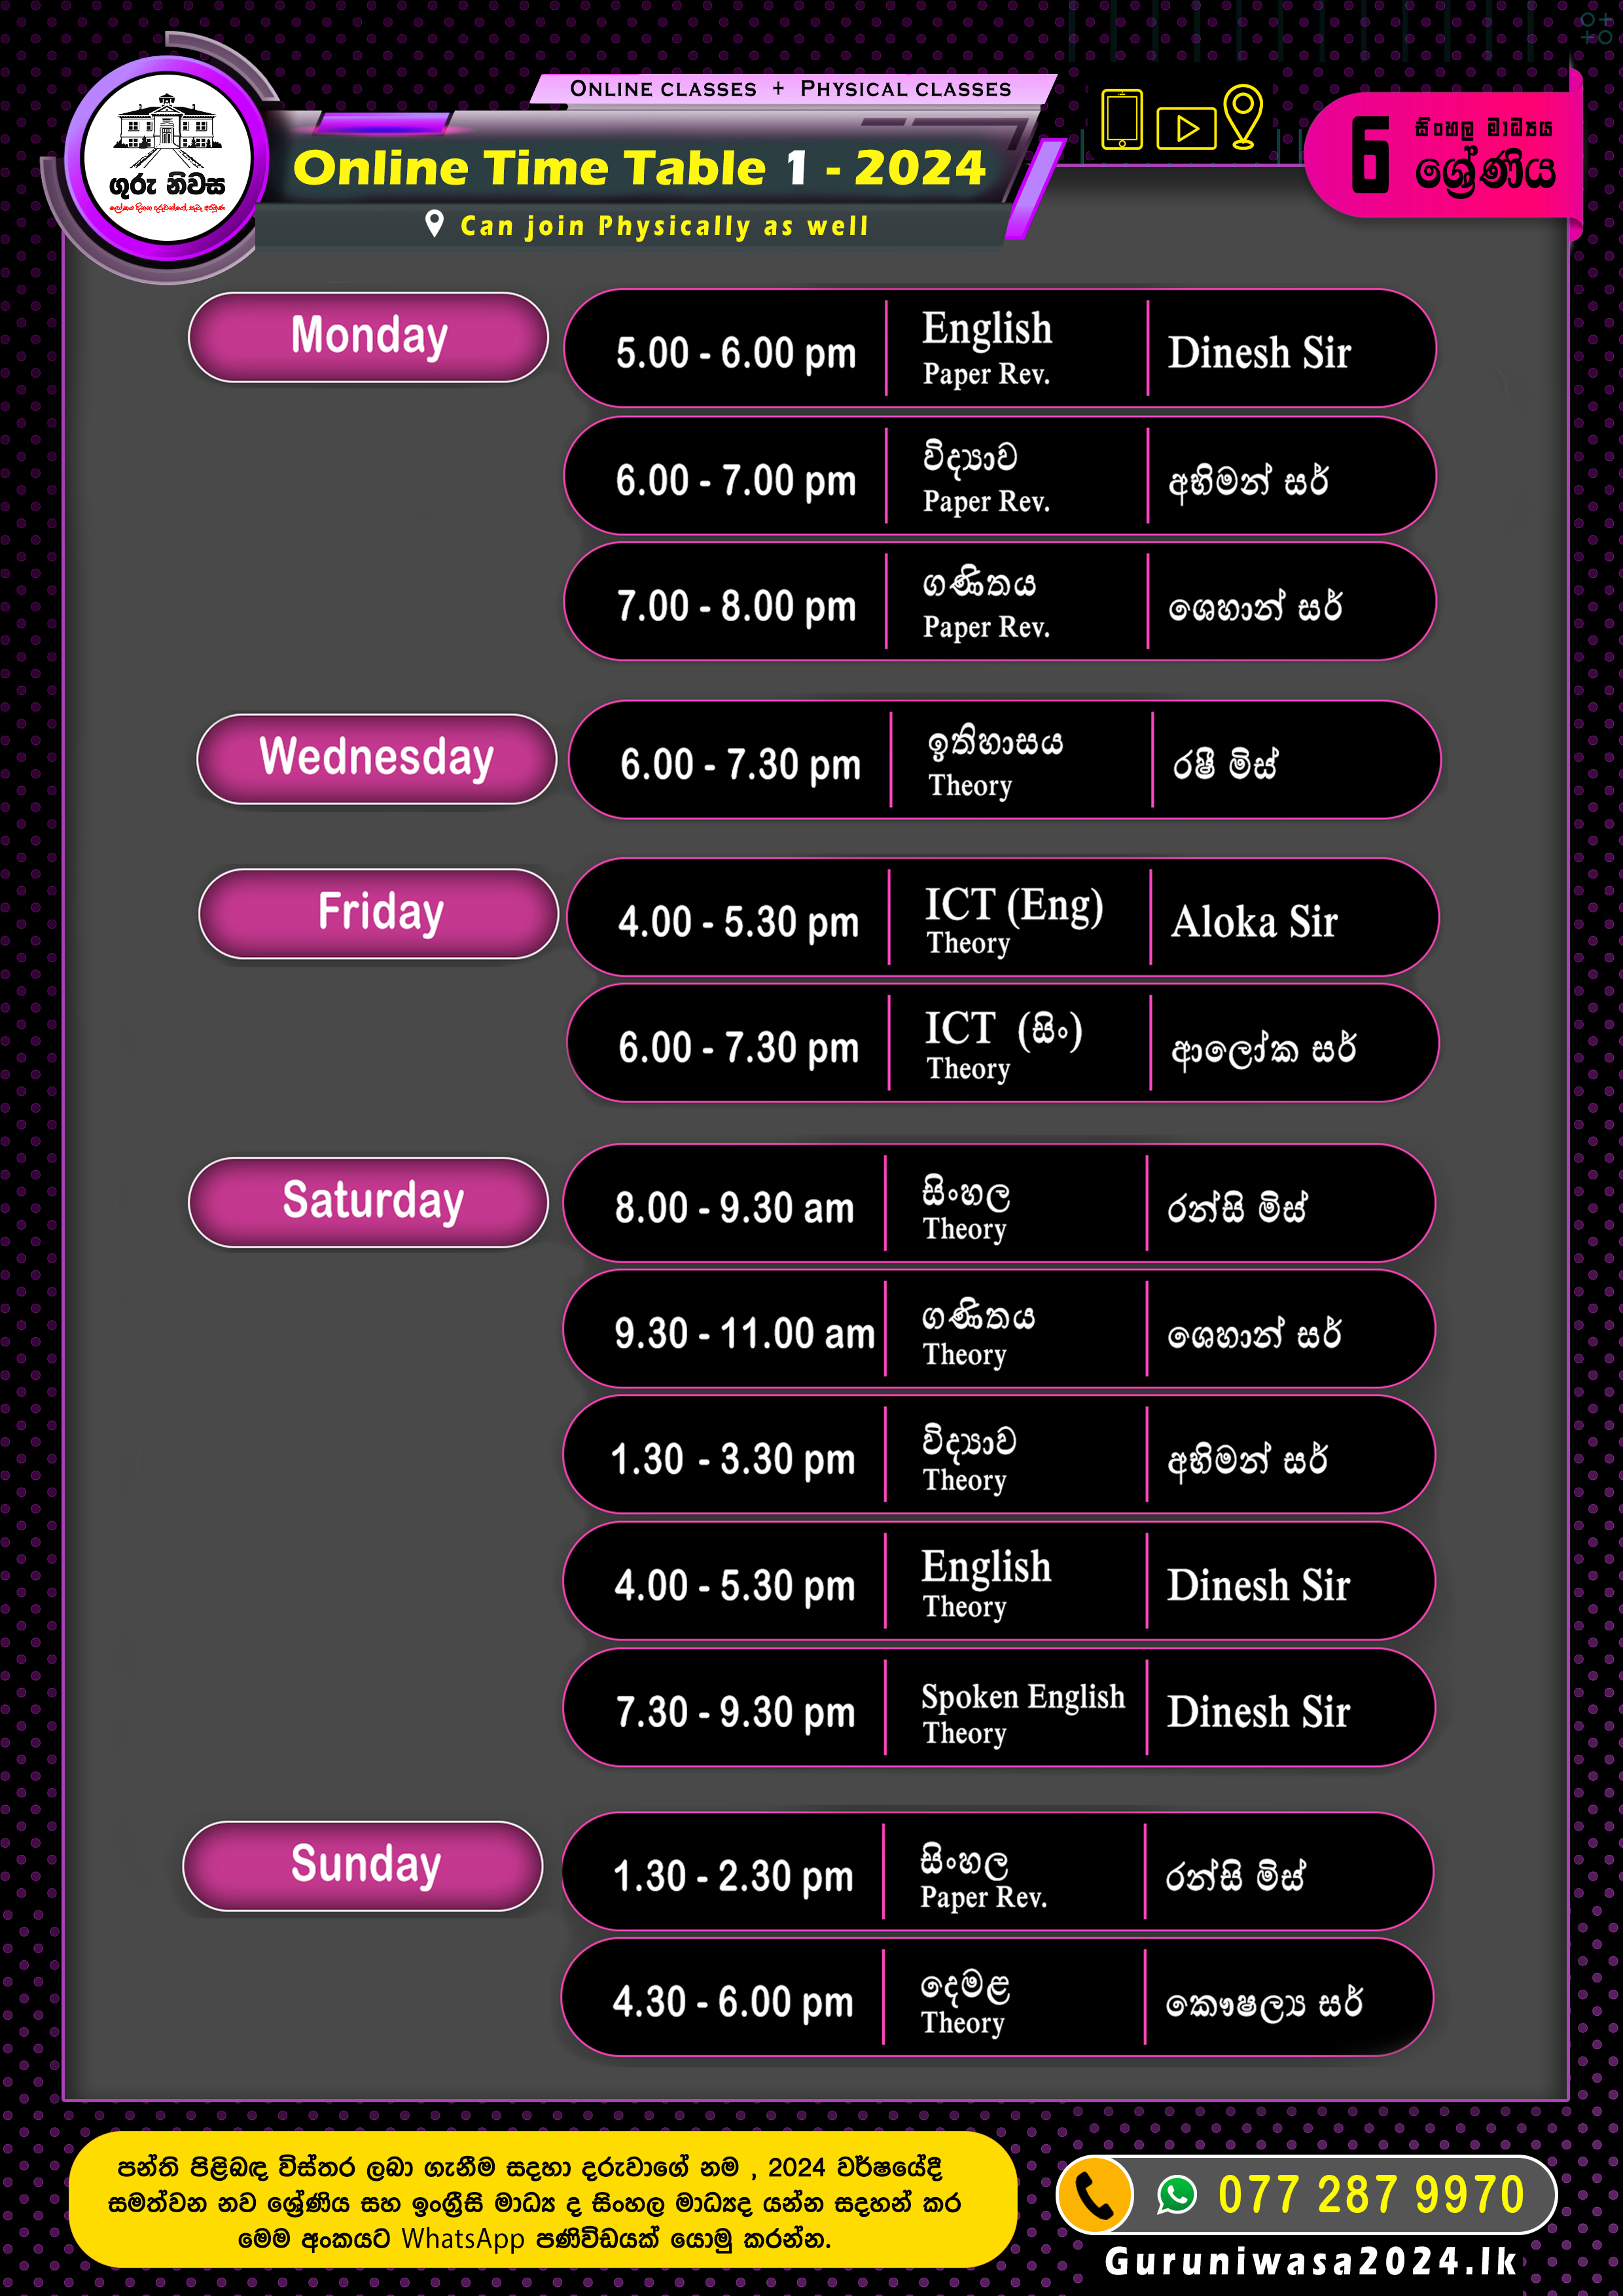 ONLINE CLASSES + PHYSICAL CLASSES
Online Time Table 1 - 2024
Can join Physically as well
ගුරු නිවස
6
සිංහල මාධ්‍යය
ශ්‍රේණිය
Monday
5.00 - 6.00 pm
English
Paper Rev.
Dinesh Sir
6.00 - 7.00 pm
විද්‍යාව
Paper Rev.
අභිමන් සර්
7.00 - 8.00 pm
ගණිතය
Paper Rev.
ශෙහාන් සර්
Wednesday
6.00 - 7.30 pm
ඉතිහාසය
Theory
රෂී මිස්
Friday
4.00 - 5.30 pm
ICT (Eng)
Theory
Aloka Sir
6.00 - 7.30 pm
ICT (සිං)
Theory
ආලෝක සර්
Saturday
8.00 - 9.30 am
සිංහල
Theory
රන්සි මිස්
9.30 - 11.00 am
ගණිතය
Theory
ශෙහාන් සර්
1.30 - 3.30 pm
විද්‍යාව
Theory
අභිමන් සර්
4.00 - 5.30 pm
English
Theory
Dinesh Sir
7.30 - 9.30 pm
Spoken English
Theory
Dinesh Sir
Sunday
1.30 - 2.30 pm
සිංහල
Paper Rev.
රන්සි මිස්
4.30 - 6.00 pm
දෙමළ
Theory
කෞෂල්‍ය සර්
පන්ති පිළිබඳ විස්තර ලබා ගැනීම සදහා දරුවාගේ නම , 2024 වර්ෂයේදී
සමත්වන නව ශ්‍රේණිය සහ ඉංග්‍රීසි මාධ්‍ය ද සිංහල මාධ්‍යද යන්න සඳහන් කර
මෙම අංකයට WhatsApp පණිවිඩයක් යොමු කරන්න.
077 287 9970
Guruniwasa2024.lk